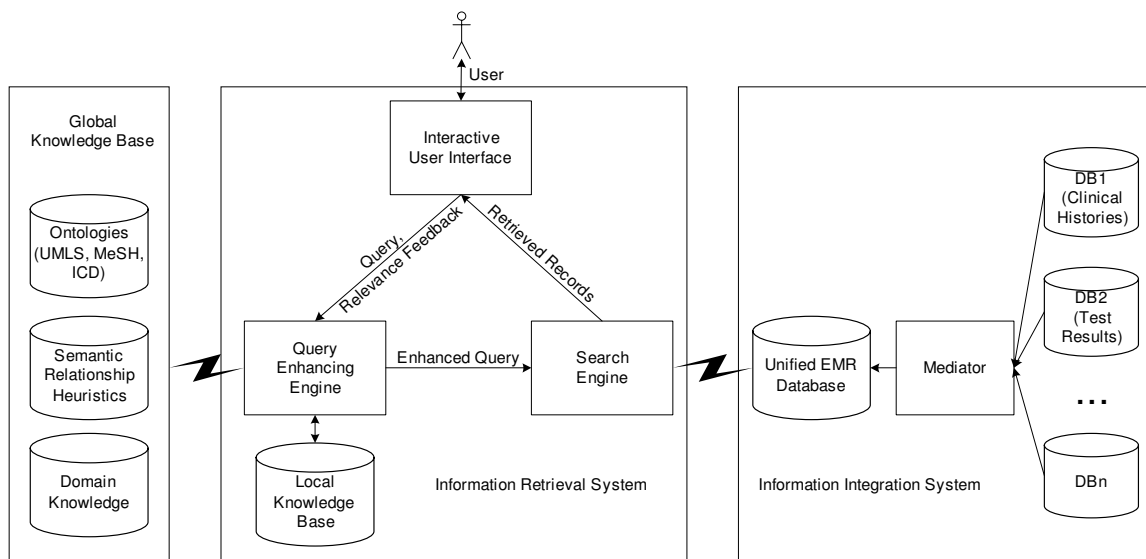 User
Global
Knowledge Base
Ontologies
(UMLS, MeSH,
ICD)
Semantic
Relationship
Heuristics
Domain
Knowledge
Interactive
User Interface
Query,
Relevance Feedback
Retrieved Records
Query
Enhancing
Engine
Enhanced Query
Search
Engine
Local
Knowledge
Base
Information Retrieval System
Unified EMR
Database
Mediator
DB1
(Clinical
Histories)
DB2
(Test
Results)
...
DBn
Information Integration System